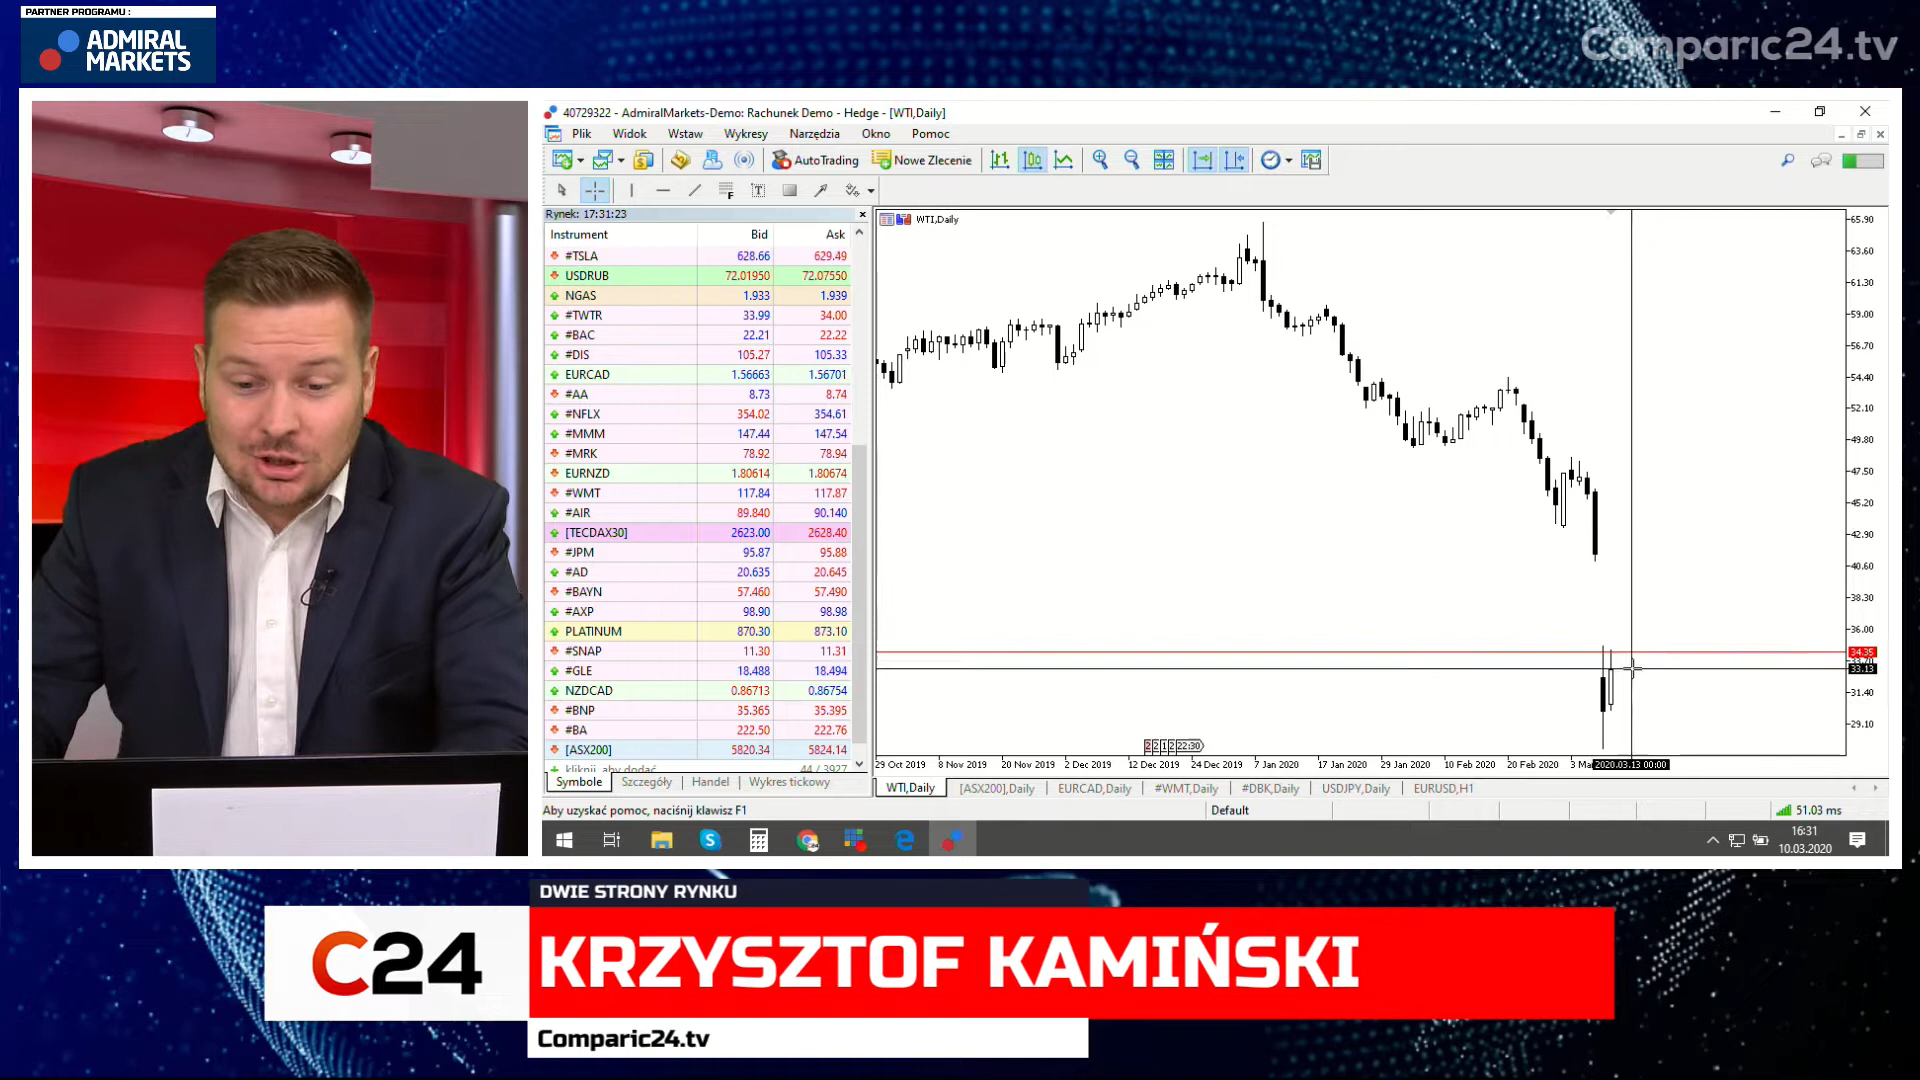 PARTNER PROGRAMU :
ADMIRAL
MARKETS
Comparic24.tv
40729322 - AdmiralMarkets-Demo: Rachunek Demo - Hedge - [WTI,Daily]
Plik Widok Wstaw Wykresy Narzędzia Okno Pomoc
AutoTrading Nowe Zlecenie
Rynek: 17:31:23
Instrument Bid Ask
#TSLA 628.66 629.49
USDRUB 72.01950 72.07550
NGAS 1.933 1.939
#TWTR 33.99 34.00
#BAC 22.21 22.22
#DIS 105.27 105.33
EURCAD 1.56663 1.56701
#AA 8.73 8.74
#NFLX 354.02 354.61
#MMM 147.44 147.54
#MRK 78.92 78.94
EURNZD 1.80614 1.80674
#WMT 117.84 117.87
#AIR 89.840 90.140
[TECDAX30] 2623.00 2628.40
#JPM 95.87 95.88
#AD 20.635 20.645
#BAYN 57.460 57.490
#AXP 98.90 98.98
PLATINUM 870.30 873.10
#SNAP 11.30 11.31
#GLE 18.488 18.494
NZDCAD 0.86713 0.86754
#BNP 35.365 35.395
#BA 222.50 222.76
[ASX200] 5820.34 5824.14
kliknij, aby dodać 44 / 3927
Symbole Szczegóły Handel Wykres tickowy
WTI,Daily
65.90
63.60
61.30
59.00
56.70
54.40
52.10
49.80
47.50
45.20
42.90
40.60
38.30
36.00
34.35
33.13
31.40
29.10
22:30
29 Oct 2019 8 Nov 2019 20 Nov 2019 2 Dec 2019 12 Dec 2019 24 Dec 2019 7 Jan 2020 17 Jan 2020 29 Jan 2020 10 Feb 2020 20 Feb 2020 3 Ma 2020.03.13 00:00
WTI,Daily [ASX200],Daily EURCAD,Daily #WMT,Daily #DBK,Daily USDJPY,Daily EURUSD,H1
Aby uzyskać pomoc, naciśnij klawisz F1 Default 51.03 ms
16:31
10.03.2020
DWIE STRONY RYNKU
C24 KRZYSZTOF KAMIŃSKI
Comparic24.tv